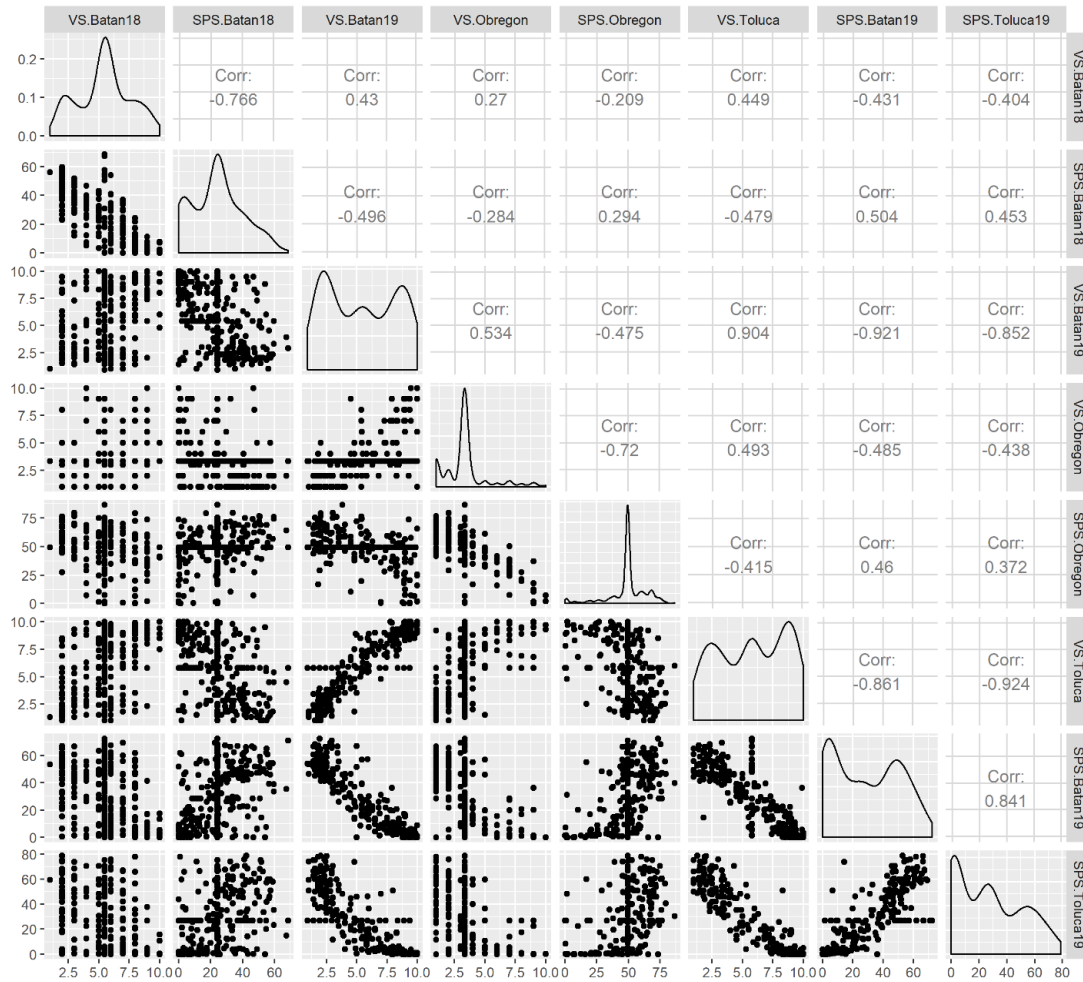 VS.Batan18 SPS.Batan18 VS.Batan19 VS.Obregon SPS.Obregon VS.Toluca SPS.Batan19 SPS.Toluca19
0.2
0.1
0.0
Corr: Corr: Corr: Corr: Corr: Corr: Corr:
-0.766 0.43 0.27 -0.209 0.449 -0.431 -0.404
VS.Batan18
60
40
20
0
Corr: Corr: Corr: Corr: Corr: Corr:
-0.496 -0.284 0.294 -0.479 0.504 0.453
SPS.Batan18
10.0
7.5
5.0
2.5
Corr: Corr: Corr: Corr: Corr:
0.534 -0.475 0.904 -0.921 -0.852
VS.Batan19
10.0
7.5
5.0
2.5
Corr: Corr: Corr: Corr:
-0.72 0.493 -0.485 -0.438
VS.Obregon
75
50
25
0
Corr: Corr: Corr:
-0.415 0.46 0.372
SPS.Obregon
10.0
7.5
5.0
2.5
Corr: Corr:
-0.861 -0.924
VS.Toluca
60
40
20
0
Corr:
0.841
SPS.Batan19
80
60
40
20
0
SPS.Toluca19
2.5 5.0 7.5 10.0 0 20 40 60 2.5 5.0 7.5 10.0 2.5 5.0 7.5 10.0 0 25 50 75 2.5 5.0 7.5 10.0 0 20 40 60 0 20 40 60 80